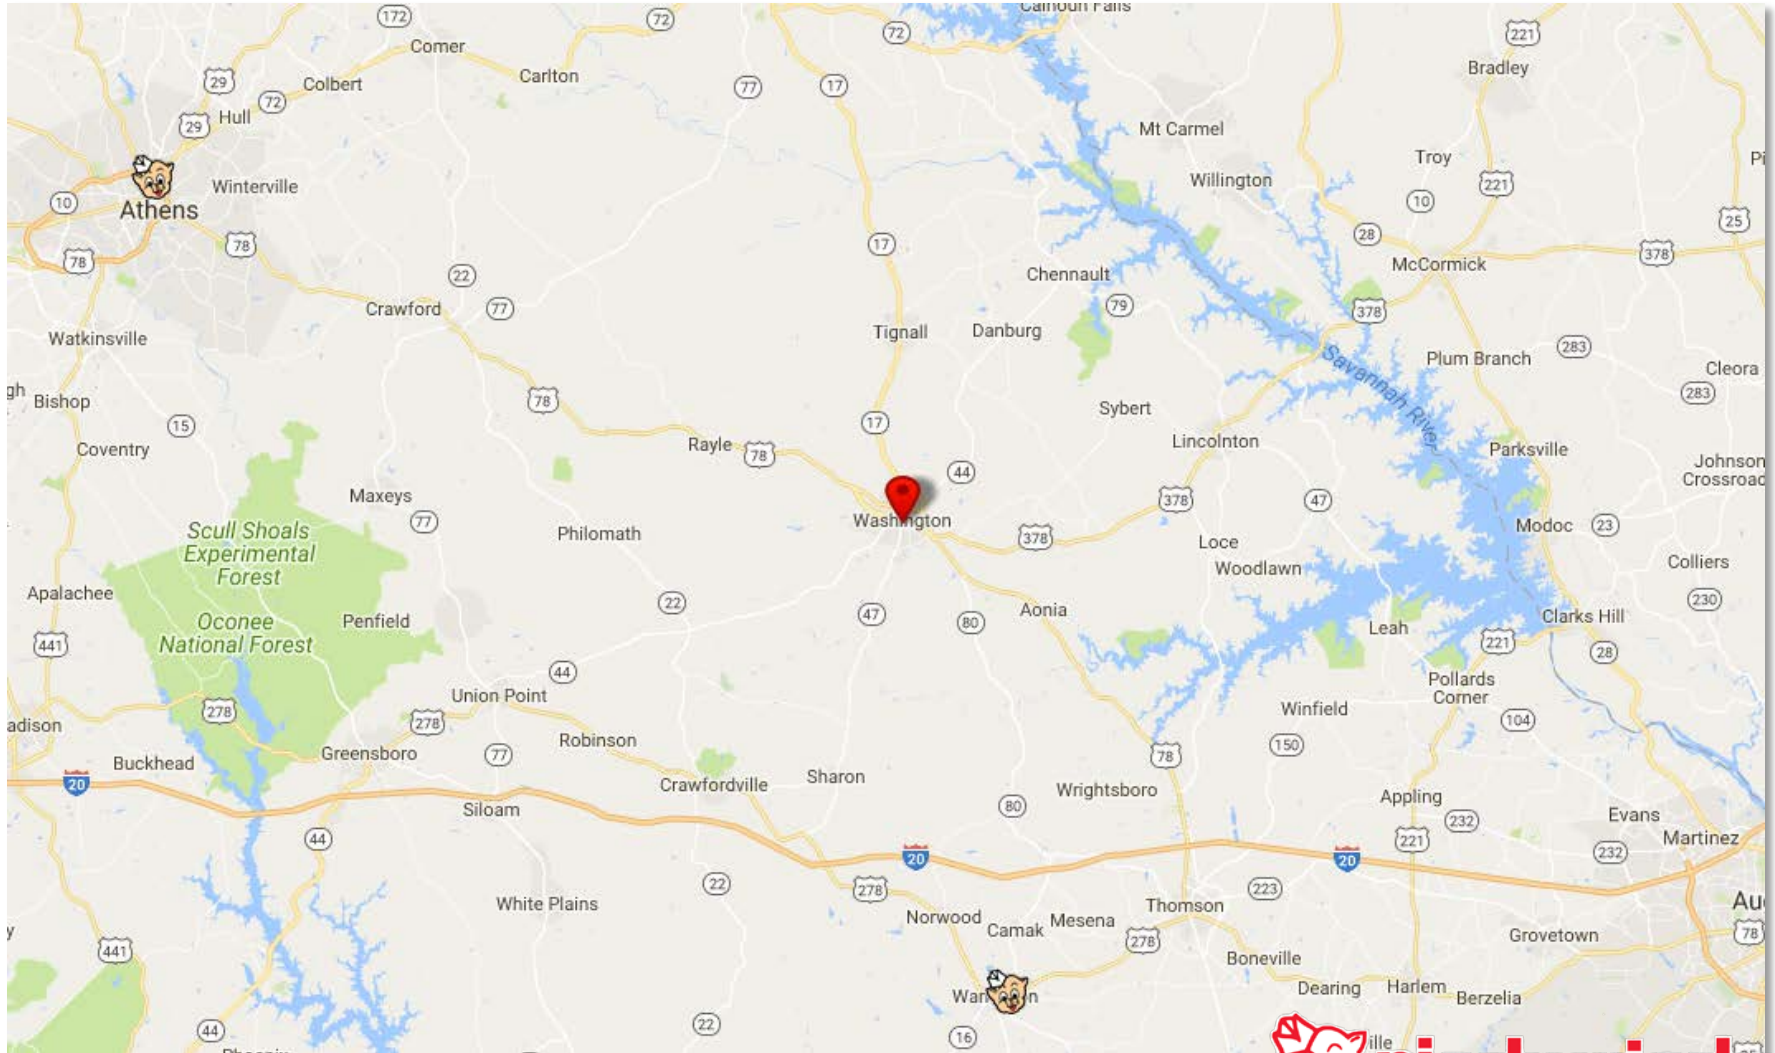 Calhoun Falls
172
72
72
221
Comer
Bradley
29
Colbert
Carlton
77
17
72
Hull
29
Mt Carmel
Troy
Pi
Winterville
Willington
221
10
10
Athens
25
78
17
28
378
78
McCormick
22
Chennault
77
79
378
Crawford
Watkinsville
Tignall
Danburg
283
Savannah River
Plum Branch
Cleora
gh
Bishop
78
283
Sybert
15
17
Coventry
Rayle
78
Lincolnton
Parksville
44
Johnson
Crossroad
Maxeys
77
378
47
Washington
Scull Shoals
Experimental
Forest
Philomath
378
Loce
Modoc
23
Woodlawn
Colliers
Apalachee
22
Oconee
National Forest
Penfield
47
80
Aonia
Leah
Clarks Hill
230
441
221
28
44
Union Point
Pollards
Corner
278
278
Winfield
104
adison
Robinson
Buckhead
Greensboro
77
78
150
20
Crawfordville
Sharon
Wrightsboro
Appling
Siloam
80
232
Evans
44
221
Martinez
20
20
232
22
278
223
White Plains
Norwood
Camak
Mesena
Thomson
Au
y
441
278
Grovetown
78
Boneville
Dearing
Harlem
Berzelia
44
22
16
ille